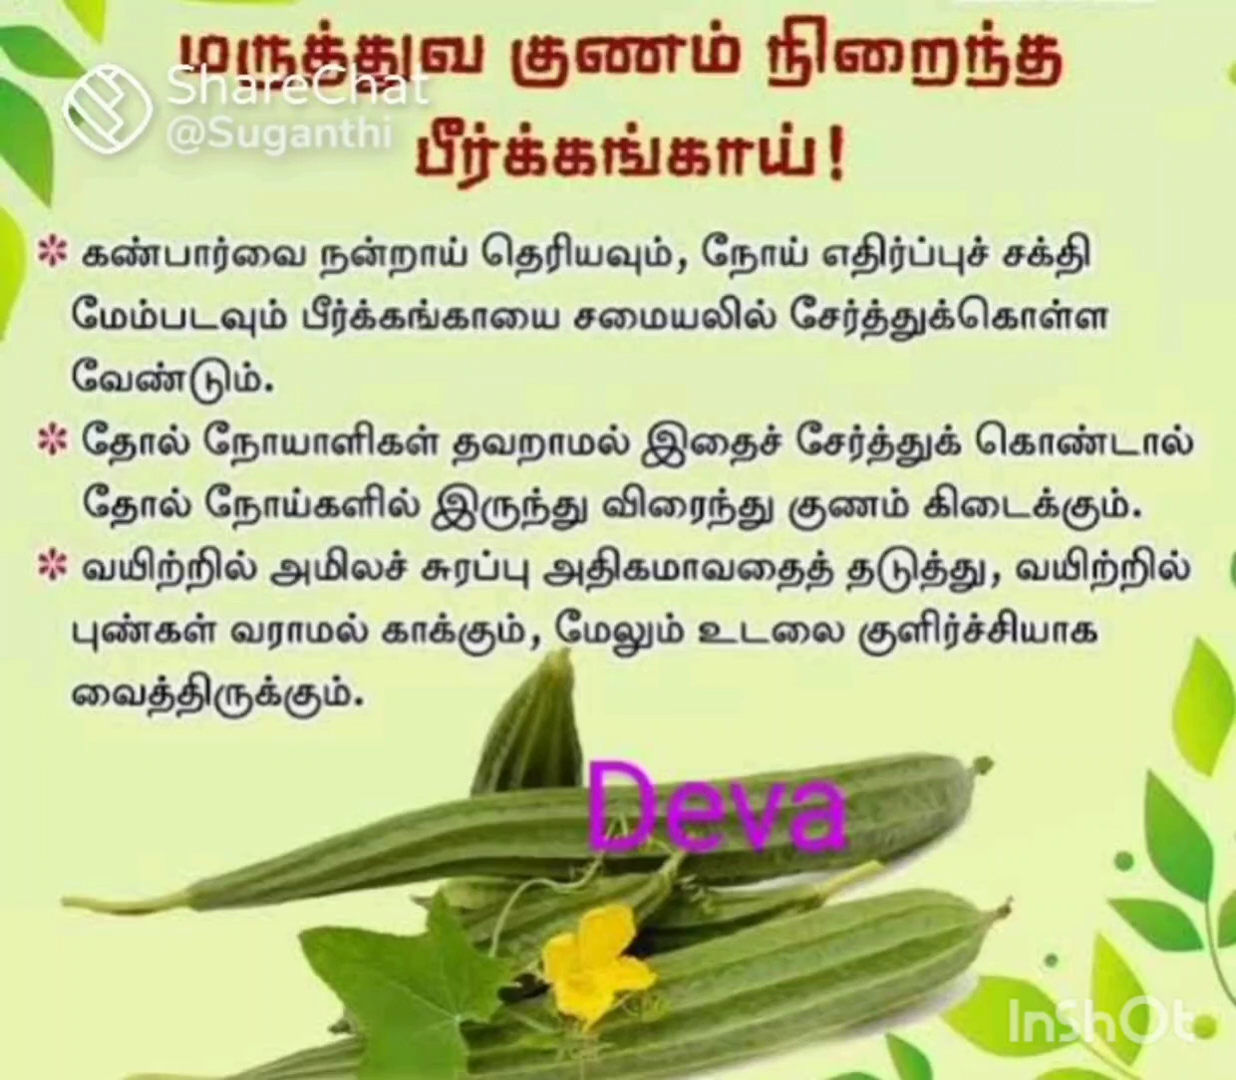 மருத்துவ குணம் நிறைந்த
ShareChat
@Suganthi
பீர்க்கங்காய்!
* கண்பார்வை நன்றாய் தெரியவும், நோய் எதிர்ப்புச் சக்தி
மேம்படவும் பீர்க்கங்காயை சமையலில் சேர்த்துக்கொள்ள
வேண்டும்.
* தோல் நோயாளிகள் தவறாமல் இதைச் சேர்த்துக் கொண்டால்
தோல் நோய்களில் இருந்து விரைந்து குணம் கிடைக்கும்.
* வயிற்றில் அமிலச் சுரப்பு அதிகமாவதைத் தடுத்து, வயிற்றில்
புண்கள் வராமல் காக்கும், மேலும் உடலை குளிர்ச்சியாக
வைத்திருக்கும்.
Deva
InShOt